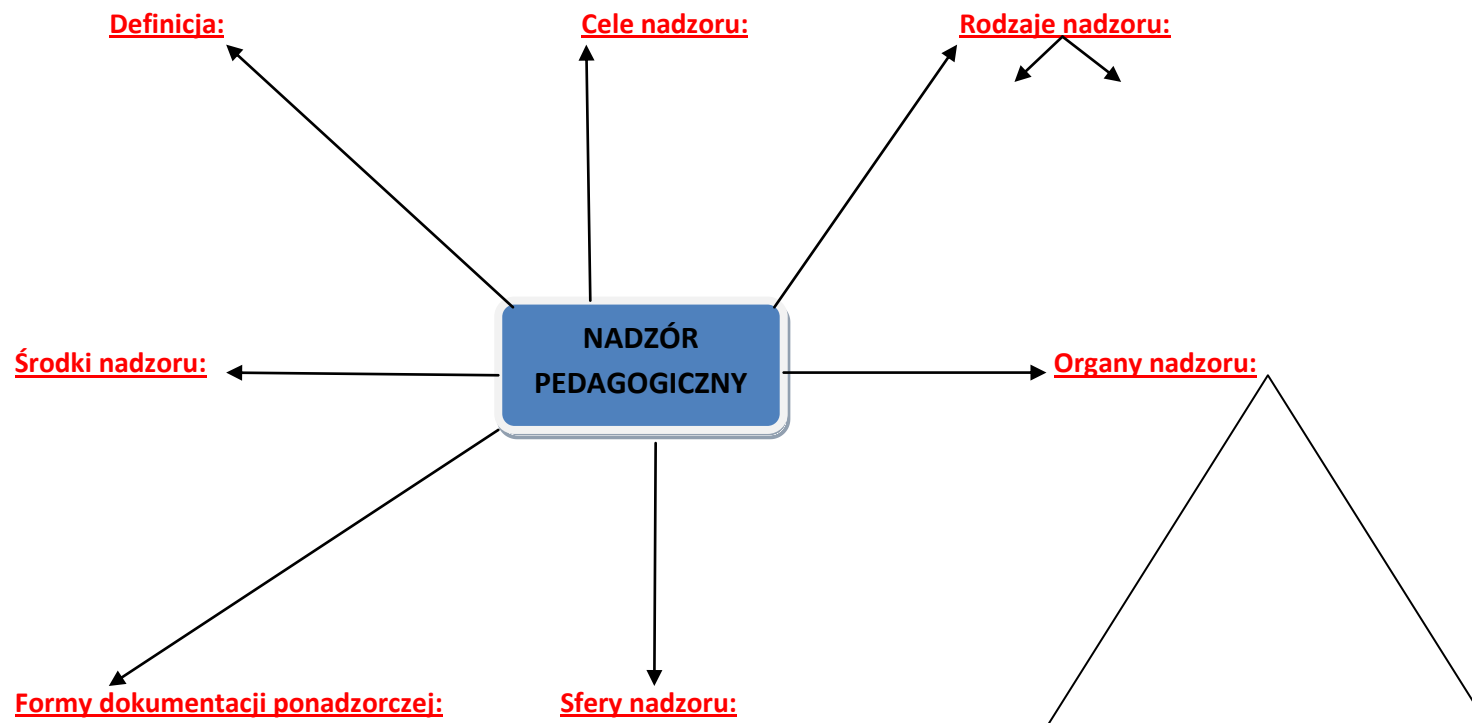 Definicja:
Cele nadzoru:
Rodzaje nadzoru:
NADZÓR
PEDAGOGICZNY
Środki nadzoru:
Organy nadzoru:
Formy dokumentacji ponadzorczej:
Sfery nadzoru: